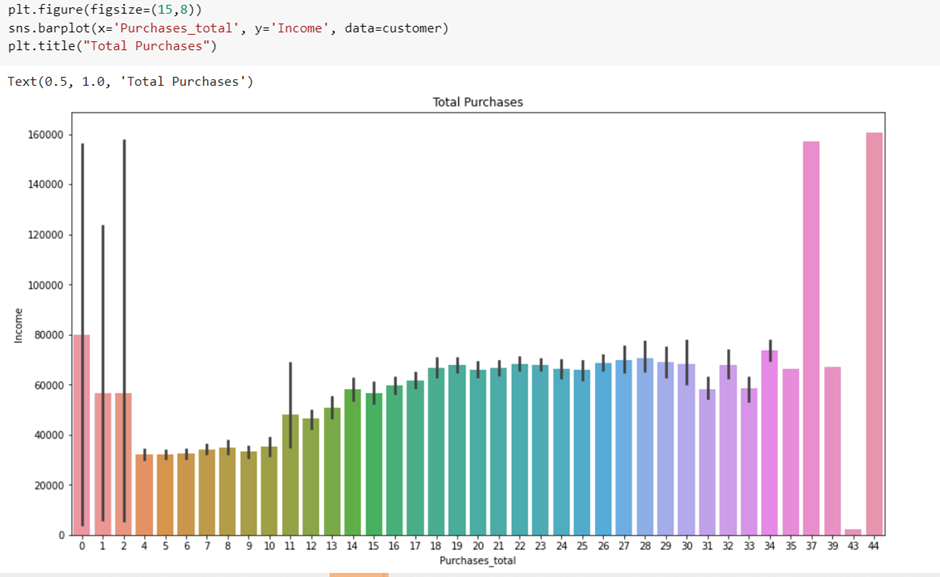 plt.figure(figsize=(15,8))
sns.barplot(x='Purchases_total', y='Income', data=customer)
plt.title("Total Purchases")
Text(0.5, 1.0, 'Total Purchases')
Total Purchases
160000
140000
120000
100000
80000
60000
40000
20000
0
Income
0 1 2 4 5 6 7 8 9 10 11 12 13 14 15 16 17 18 19 20 21 22 23 24 25 26 27 28 29 30 31 32 33 34 35 37 39 43 44
Purchases_total